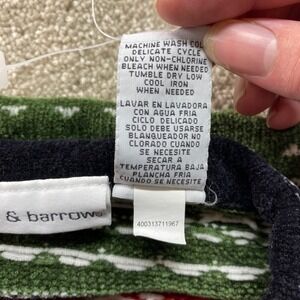 MACHINE WASH COLD
DELICATE CYCLE
ONLY NON-CHLORINE
BLEACH WHEN NEEDED
TUMBLE DRY LOW
COOL IRON
WHEN NEEDED
LAVAR EN LAVADORA
CON AGUA FRIA
CICLO DELICADO
SOLO DEBE USARSE
BLANQUEADOR NO
CLORADO CUANDO
SE NECESITE
SECAR A
TEMPERATURA BAJA
PLANCHA FRIA
CUANDO SE NECESITE
& barrows
400313711967